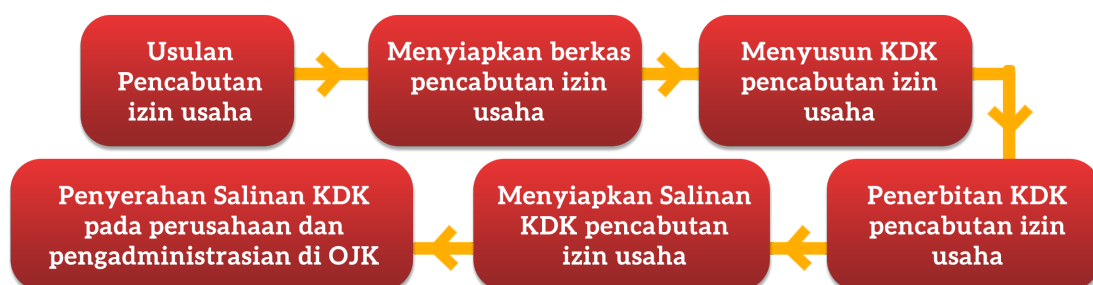 Usulan
Pencabutan
izin usaha
Menyiapkan berkas
pencabutan izin
usaha
Menyusun KDK
pencabutan izin
usaha
Penerbitan KDK
pencabutan izin
usaha
Menyiapkan Salinan
KDK pencabutan
izin usaha
Penyerahan Salinan KDK
pada perusahaan dan
pengadministrasian di OJK